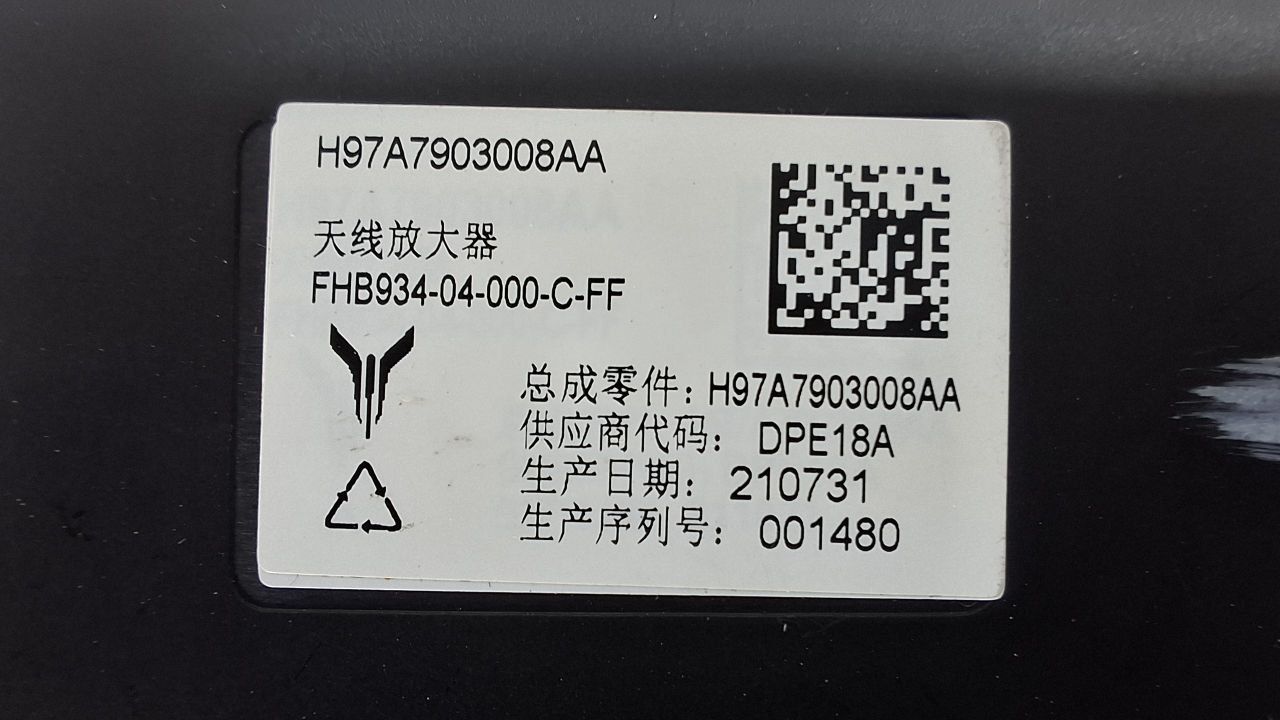 H97A7903008AA
天线放大器
FHB934-04-000-C-FF
总成零件: H97A7903008AA
供应商代码: DPE18A
生产日期: 210731
生产序列号: 001480